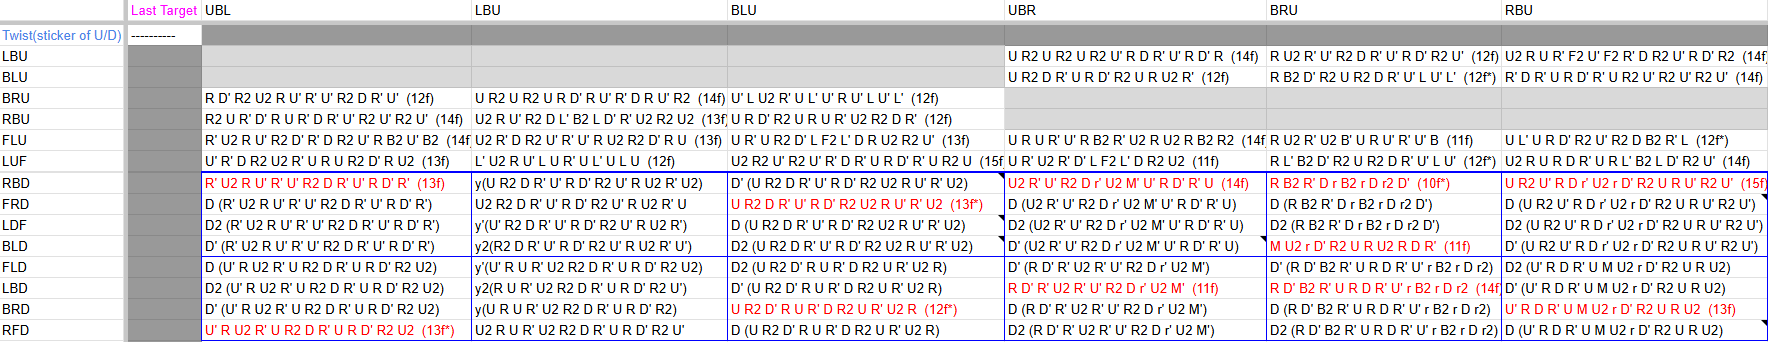 Last Target UBL LBU BLU UBR BRU RBU
Twist(sticker of U/D) ----------
LBU U R2 U R2 U R2 U' R D R' U' R D' R (14f) R U2 R' U' R2 D R' U' R D' R2 U' (12f) U2 R U R' F2 U' F2 R' D R2 U' R D' R2 (14f
BLU U R2 D R' U R D' R2 U R U2 R' (12f) R B2 D' R2 U R2 D R' U' L U' L' (12f*) R' D R' U R D' R' U R2 U' R2 U' R2 U' (14f)
BRU R D' R2 U2 R U' R' U' R2 D R' U' (12f) U R2 U R2 U R D' R U' R' D R U' R2 (14f) U' L U2 R' U L' U' R U' L U' L' (12f)
RBU R2 U R' D' R U R' D R' U' R2 U' R2 U' (14f) U2 R U' R2 D L' B2 L D' R' U2 R2 U2 (13f) U R D' R2 U R U R' U2 R2 D R' (12f)
FLU R' U2 R U' R2 D' R' D R2 U' R B2 U' B2 (14f U2 R' D R2 U' R' U' R U2 R2 D' R U (13f) U R' U R2 D' L F2 L' D R U2 R2 U' (13f) U R U R' U' R B2 R' U2 R U2 R B2 R2 (14f R U2 R' U2 B' U R U' R' U' B (11f) U L' U R D' R2 U' R2 D B2 R' L (12f*)
LUF U' R' D R2 U2 R' U R U R2 D' R U2 (13f) L' U2 R U' L U R' U L' U L U (12f) U2 R2 U' R2 U' R' D R' U R D' R' U R2 U (15f U R' U2 R' D' L F2 L' D R2 U2 (11f) R L' B2 D' R2 U R2 D R' U' L U' (12f*) U2 R U R D' R U R' L' B2 L D' R2 U' (14f)
RBD R' U2 R U' R' U' R2 D R' U' R D' R' (13f) y(U R2 D R' U' R D' R2 U' R U2 R' U2) D' (U R2 D R' U' R D' R2 U R U' R' U2) U2 R' U' R2 D r' U2 M' U' R D' R' U (14f) R B2 R' D r B2 r D r2 D' (10f*) U R2 U' R D r' U2 r D' R2 U R U' R2 U' (15f)
FRD D (R' U2 R U' R' U' R2 D R' U' R D' R') U2 R2 D R' U' R D' R2 U' R U2 R' U U R2 D R' U' R D' R2 U2 R U' R' U2 (13f*) D (U2 R' U' R2 D r' U2 M' U' R D' R' U) D (R B2 R' D r B2 r D r2 D') D (U R2 U' R D r' U2 r D' R2 U R U' R2 U')
LDF D2 (R' U2 R U' R' U' R2 D R' U' R D' R') y'(U R2 D R' U' R D' R2 U' R U2 R') D (U R2 D R' U' R D' R2 U R U' R' U2) D2 (U2 R' U' R2 D r' U2 M' U' R D' R' U) D2 (R B2 R' D r B2 r D r2 D') D2 (U R2 U' R D r' U2 r D' R2 U R U' R2 U')
BLD D' (R' U2 R U' R' U' R2 D R' U' R D' R') y2(R2 D R' U' R D' R2 U' R U2 R' U') D2 (U R2 D R' U' R D' R2 U R U' R' U2) D' (U2 R' U' R2 D r' U2 M' U' R D' R' U) M U2 r D' R2 U R U2 R D R' (11f) D' (U R2 U' R D r' U2 r D' R2 U R U' R2 U')
FLD D (U' R U2 R' U R2 D R' U R D' R2 U2) y'(U' R U R' U2 R2 D R' U R D' R2 U2) D2 (U R2 D' R U R' D R2 U R' U2 R) D' (R D' R' U2 R' U' R2 D r' U2 M') D' (R D' B2 R' U R D R' U' r B2 r D r2) D2 (U' R D R' U M U2 r D' R2 U R U2)
LBD D2 (U' R U2 R' U R2 D R' U R D' R2 U2) y2(R U R' U2 R2 D R' U R D' R2 U') D (U R2 D' R U R' D R2 U R' U2 R) R D' R' U2 R' U' R2 D r' U2 M' (11f) R D' B2 R' U R D R' U' r B2 r D r2 (14f D' (U' R D R' U M U2 r D' R2 U R U2)
BRD D' (U' R U2 R' U R2 D R' U R D' R2 U2) y(U R U R' U2 R2 D R' U R D' R2) U R2 D' R U R' D R2 U R' U2 R (12f*) D (R D' R' U2 R' U' R2 D r' U2 M') D (R D' B2 R' U R D R' U' r B2 r D r2) U' R D R' U M U2 r D' R2 U R U2 (13f)
RFD U' R U2 R' U R2 D R' U R D' R2 U2 (13f*) U2 R U R' U2 R2 D R' U R D' R2 U' D (U R2 D' R U R' D R2 U R' U2 R) D2 (R D' R' U2 R' U' R2 D r' U2 M') D2 (R D' B2 R' U R D R' U' r B2 r D r2) D (U' R D R' U M U2 r D' R2 U R U2)